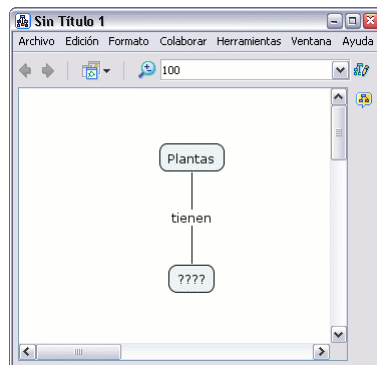 Sin Título 1
Archivo Edición Formato Colaborar Herramientas Ventana Ayuda
100
Plantas
tienen
????